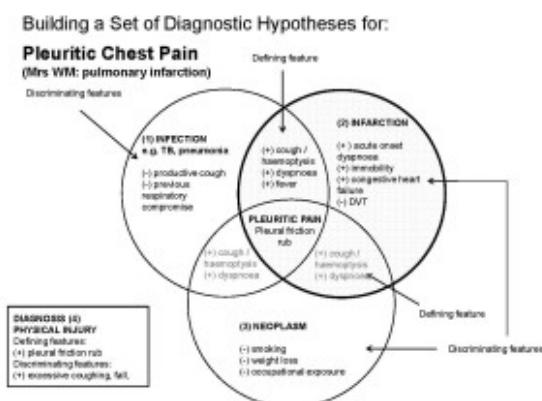 Building a Set of Diagnostic Hypotheses for:
Pleuritic Chest Pain
(Mrs WM: pulmonary infarction)
Defining feature
Discriminating features
(1) INFECTION
e.g. TB, pneumonia
(-) productive cough
(-) previous
respiratory
compromise
(+) cough /
haemoptysis
(+) dyspnoea
(+) fever
(2) INFARCTION
(+) acute onset
dyspnoea
(+) immobility
(+) congestive heart
failure
(-) DVT
PLEURITIC PAIN
Pleural friction
rub
(+) cough /
haemoptysis
(+) dyspnoea
(+) cough /
haemoptysis
(+) dyspnoea
Defining feature
(3) NEOPLASM
(-) smoking
(-) weight loss
(-) occupational exposure
Discriminating features
DIAGNOSIS (4)
PHYSICAL INJURY
Defining features:
(+) pleural friction rub
Discriminating features:
(+) excessive coughing, fall,